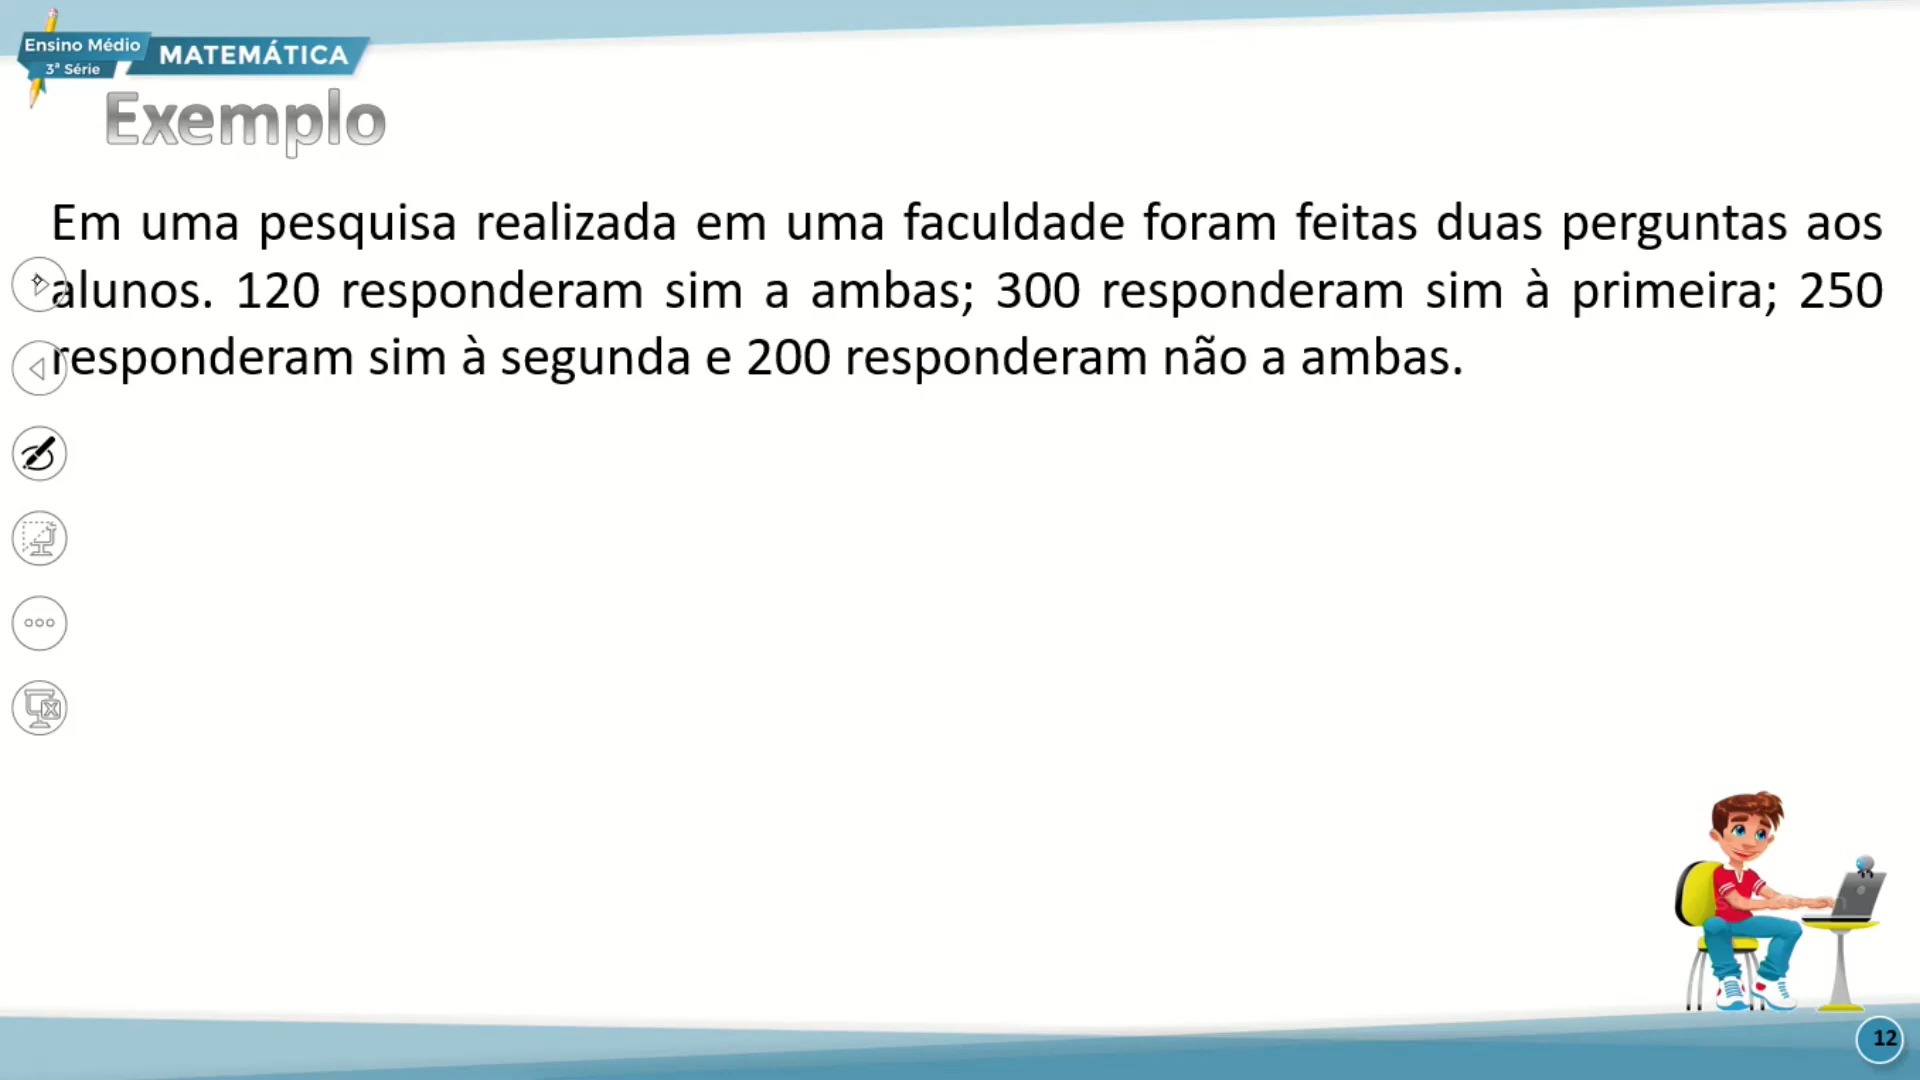 Ensino Médio
3ª Série
MATEMÁTICA
Exemplo
Em uma pesquisa realizada em uma faculdade foram feitas duas perguntas aos
alunos. 120 responderam sim a ambas; 300 responderam sim à primeira; 250
responderam sim à segunda e 200 responderam não a ambas.
12